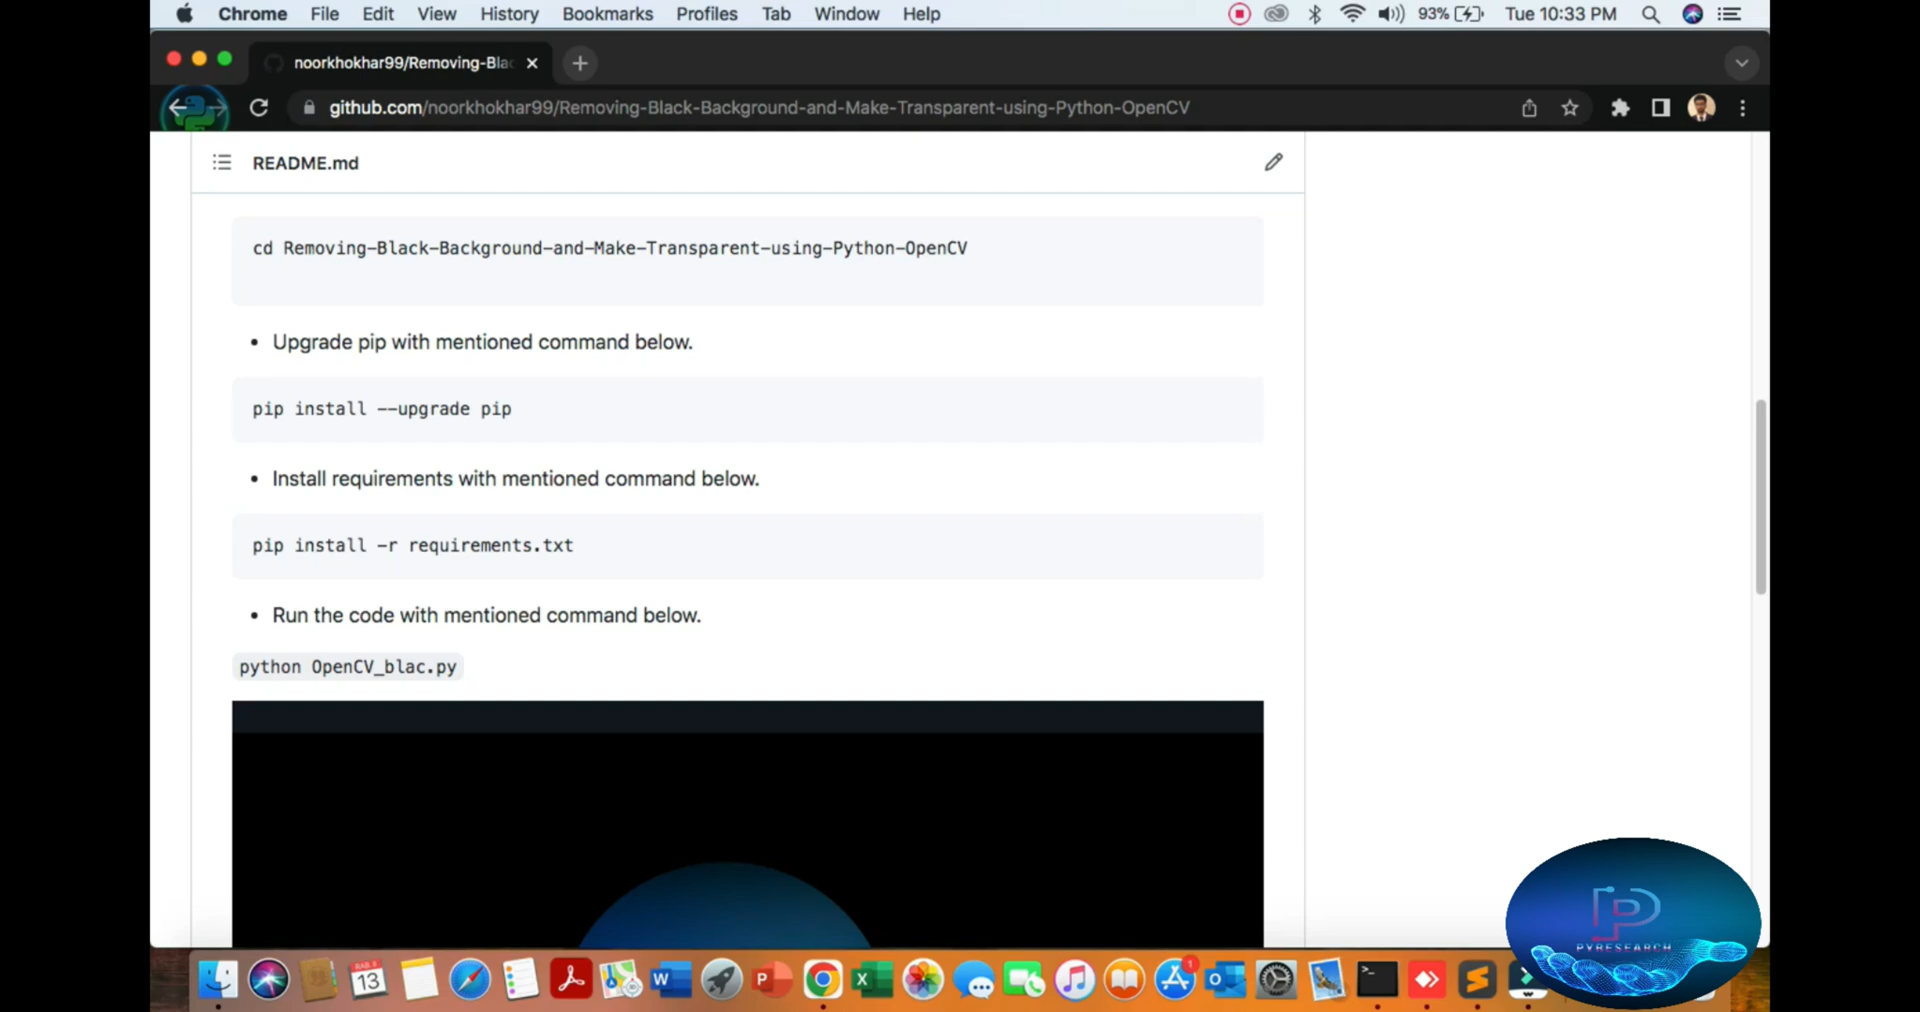 Chrome File Edit View History Bookmarks Profiles Tab Window Help 93% Tue 10:33 PM
noorkhokhar99/Removing-Bla
github.com/noorkhokhar99/Removing-Black-Background-and-Make-Transparent-using-Python-OpenCV
README.md
cd Removing-Black-Background-and-Make-Transparent-using-Python-OpenCV
• Upgrade pip with mentioned command below.
pip install --upgrade pip
• Install requirements with mentioned command below.
pip install -r requirements.txt
• Run the code with mentioned command below.
python OpenCV_blac.py
PYRESEARCH
13
1